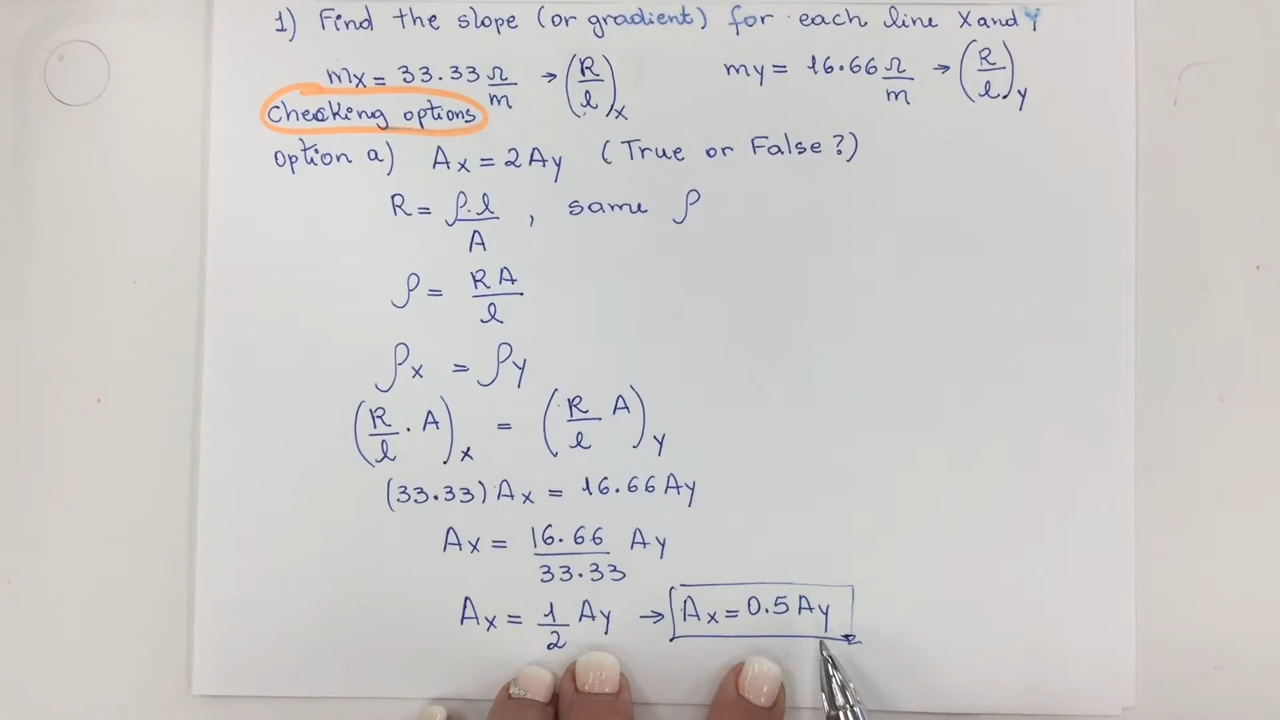 1) Find the slope (or gradient) for each line X and Y
mx = 33.33 Ω/m → (R/l)x my = 16.66 Ω/m → (R/l)y
Checking options
Option a) Ax = 2Ay (True or False?)
R = ρ.l/A , same ρ
ρ = RA/l
ρx = ρy
(R/l . A)x = (R/l A)y
(33.33) Ax = 16.66 Ay
Ax = 16.66/33.33 Ay
Ax = 1/2 Ay → Ax = 0.5 Ay